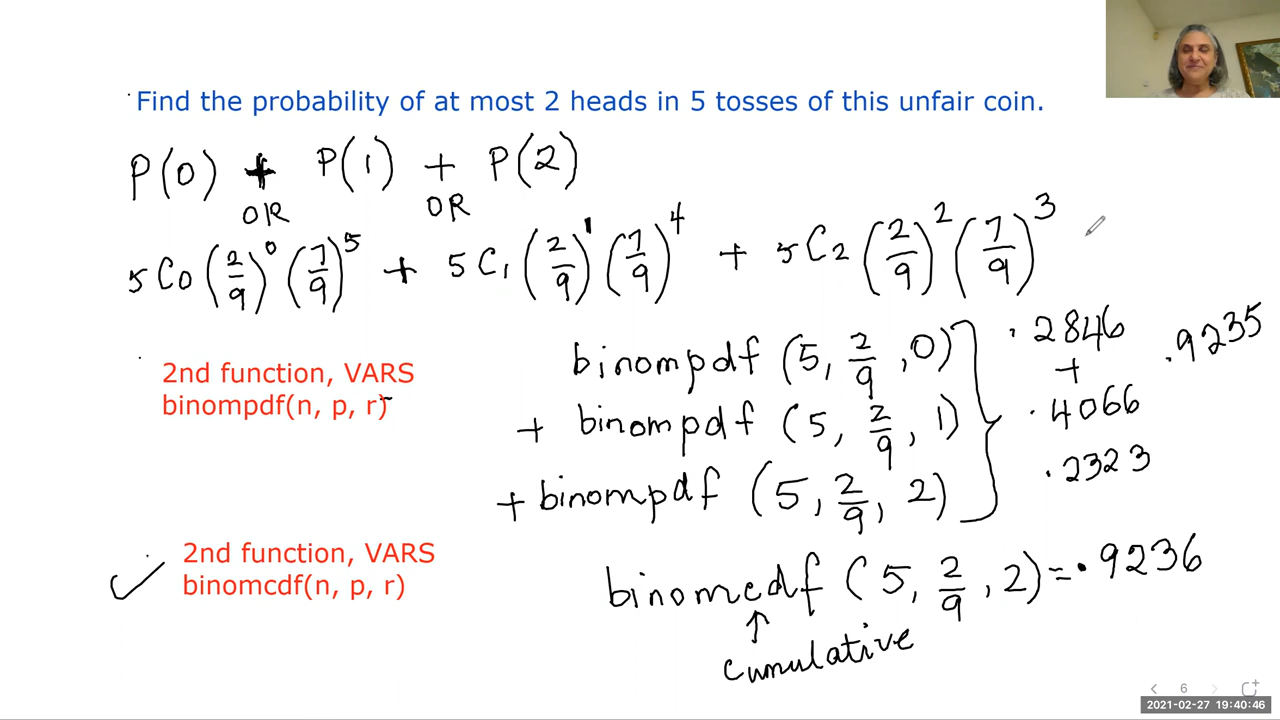 Find the probability of at most 2 heads in 5 tosses of this unfair coin.
P(0) + P(1) + P(2)
OR OR
5C0 (2/9)^0 (7/9)^5 + 5C1 (2/9)^1 (7/9)^4 + 5C2 (2/9)^2 (7/9)^3
2nd function, VARS
binompdf(n, p, r)
binompdf (5, 2/9, 0)
+ binompdf (5, 2/9, 1)
+ binompdf (5, 2/9, 2)
.2846
+
.4066
.2323
.9235
2nd function, VARS
binomcdf(n, p, r)
binomcdf (5, 2/9, 2) = .9236
↑
cumulative
6
2021-02-27 19:40:46